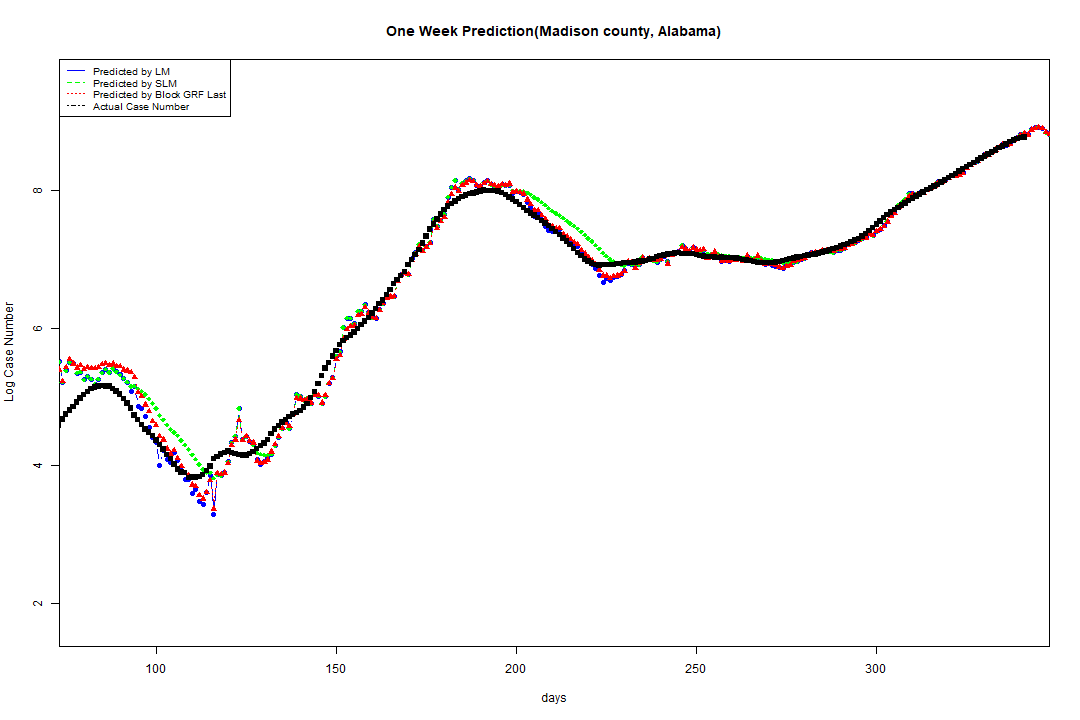 One Week Prediction(Madison county, Alabama)
Predicted by LM
Predicted by SLM
Predicted by Block GRF Last
Actual Case Number
Log Case Number
8
6
4
2
100 150 200 250 300
days